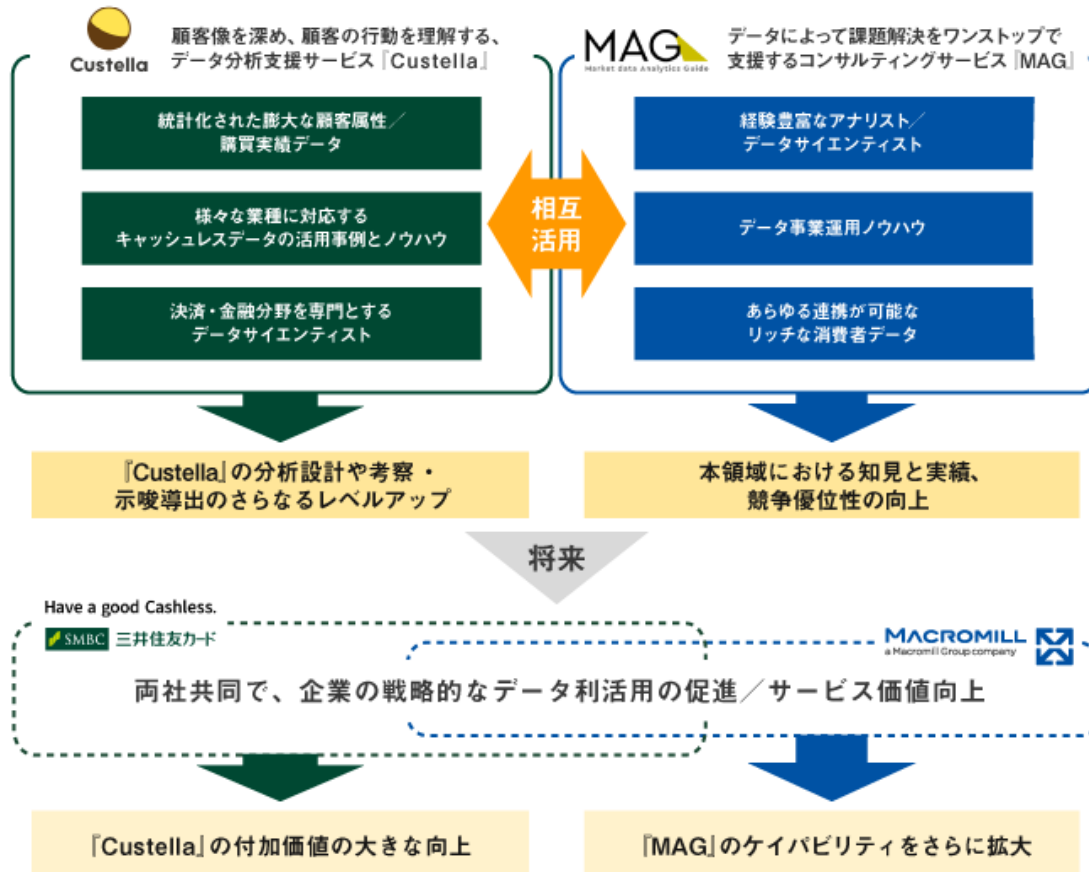 Custella
顧客像を深め、顧客の行動を理解する、
データ分析支援サービス『Custella』
統計化された膨大な顧客属性／
購買実績データ
様々な業種に対応する
キャッシュレスデータの活用事例とノウハウ
決済・金融分野を専門とする
データサイエンティスト
相互
活用
MAG
Market data Analytics Guide
データによって課題解決をワンストップで
支援するコンサルティングサービス『MAG』
経験豊富なアナリスト／
データサイエンティスト
データ事業運用ノウハウ
あらゆる連携が可能な
リッチな消費者データ
『Custella』の分析設計や考察・
示唆導出のさらなるレベルアップ
本領域における知見と実績、
競争優位性の向上
将来
Have a good Cashless.
SMBC 三井住友カード
MACROMILL
a Macromill Group company
両社共同で、企業の戦略的なデータ利活用の促進／サービス価値向上
『Custella』の付加価値の大きな向上
『MAG』のケイパビリティをさらに拡大